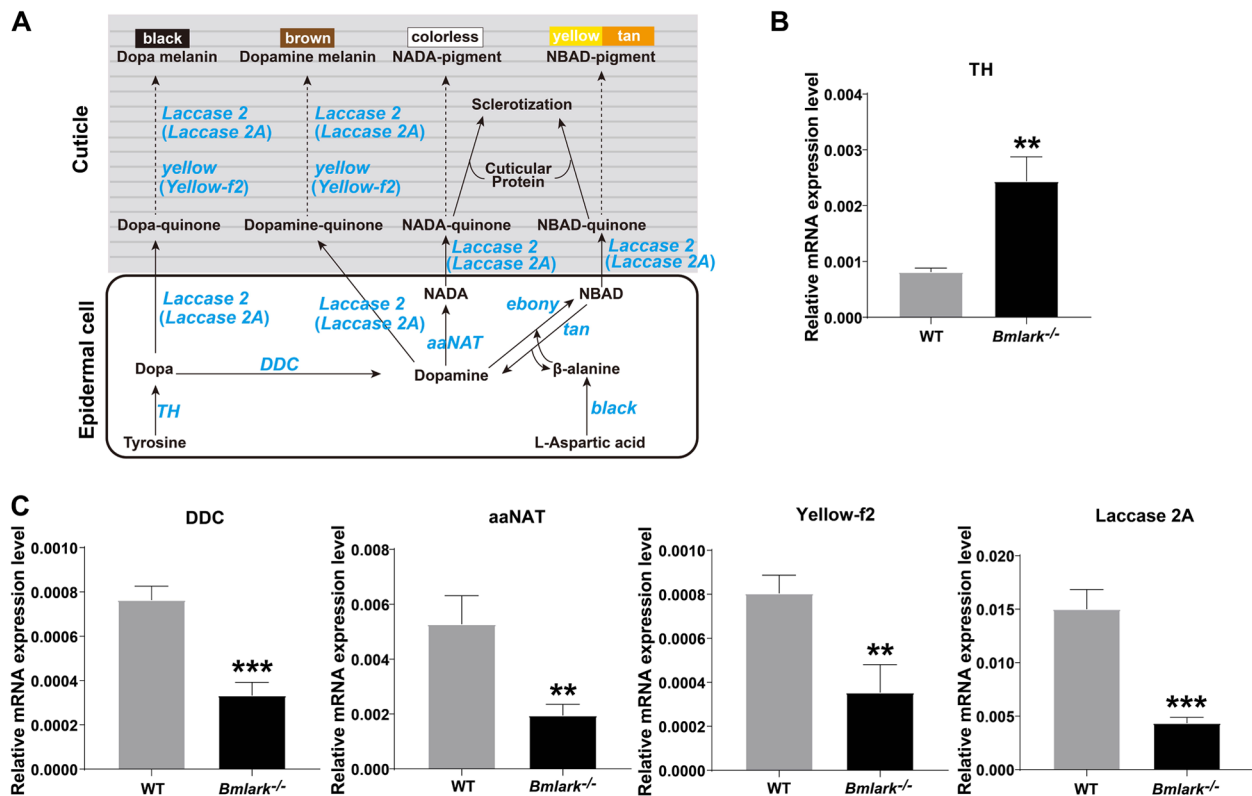 A
Cuticle
Epidermal cell
black
brown
colorless
yellow
tan
Dopa melanin
Dopamine melanin
NADA-pigment
NBAD-pigment
Laccase 2
(Laccase 2A)
yellow
(Yellow-f2)
Laccase 2
(Laccase 2A)
yellow
(Yellow-f2)
Sclerotization
Cuticular
Protein
Dopa-quinone
Dopamine-quinone
NADA-quinone
NBAD-quinone
Laccase 2
(Laccase 2A)
Laccase 2
(Laccase 2A)
Laccase 2
(Laccase 2A)
Laccase 2
(Laccase 2A)
NADA
NBAD
ebony
tan
aaNAT
Dopa
DDC
Dopamine
β-alanine
TH
black
Tyrosine
L-Aspartic acid
B
TH
Relative mRNA expression level
0.004
0.003
0.002
0.001
0.000
**
WT
Bmlark-/-
C
DDC
Relative mRNA expression level
0.0010
0.0008
0.0006
0.0004
0.0002
0.0000
***
WT
Bmlark-/-
aaNAT
Relative mRNA expression level
0.008
0.006
0.004
0.002
0.000
**
WT
Bmlark-/-
Yellow-f2
Relative mRNA expression level
0.0010
0.0008
0.0006
0.0004
0.0002
0.0000
**
WT
Bmlark-/-
Laccase 2A
Relative mRNA expression level
0.020
0.015
0.010
0.005
0.000
***
WT
Bmlark-/-